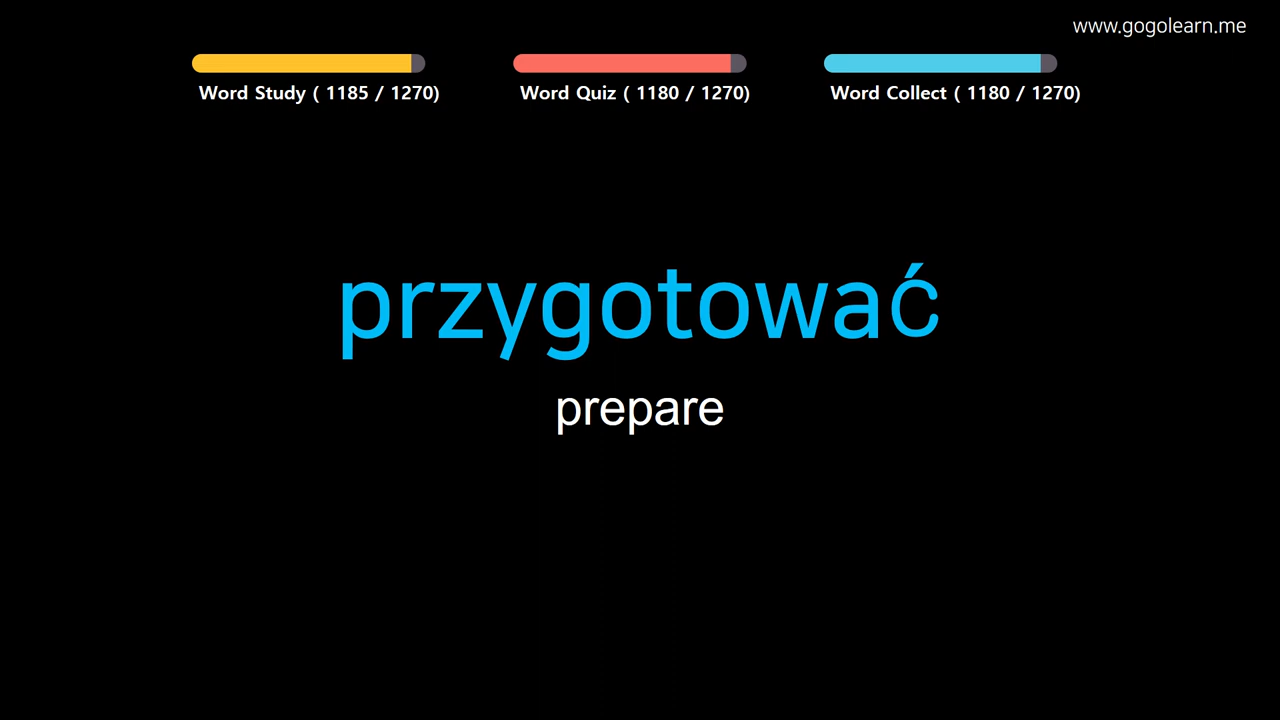 www.gogolearn.me
Word Study ( 1185 / 1270)
Word Quiz ( 1180 / 1270)
Word Collect ( 1180 / 1270)
przygotować
prepare